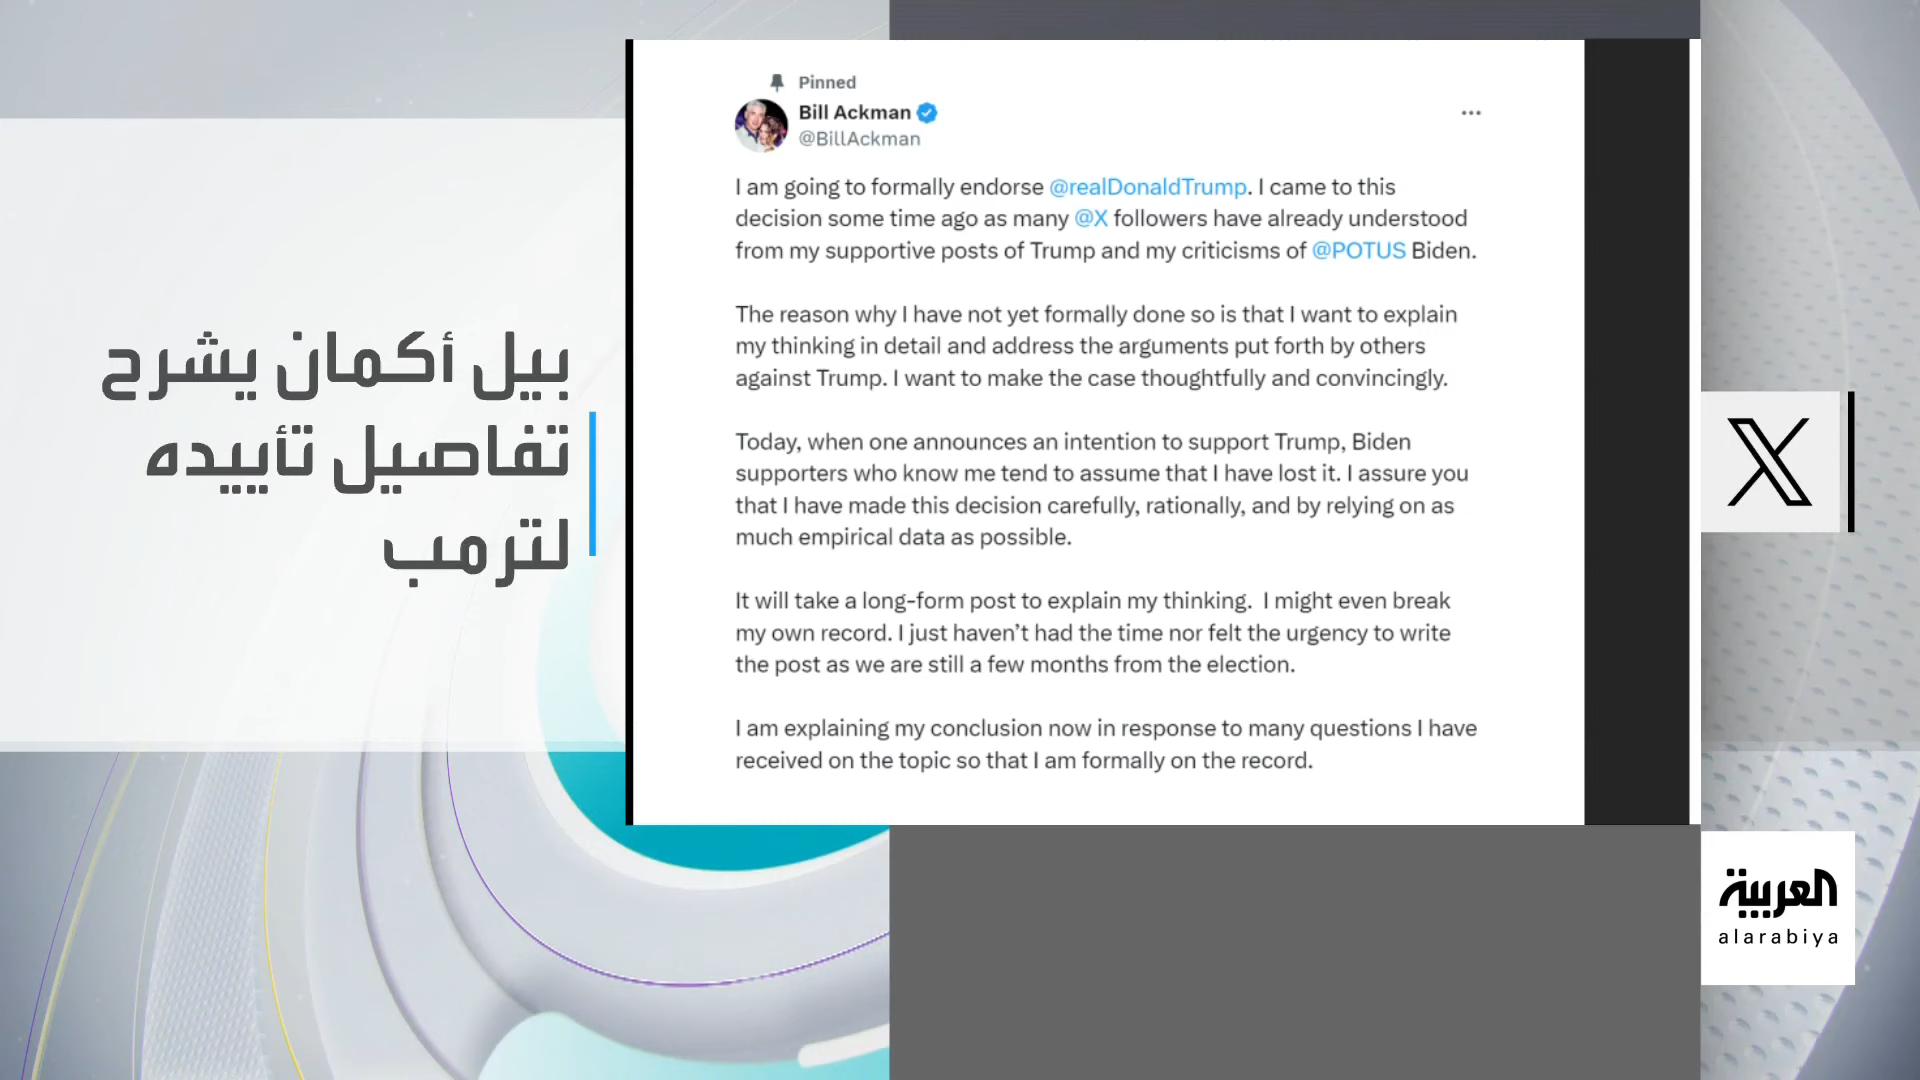 بيل أكمان يشرح
تفاصيل تأييده
لترمب
Pinned
Bill Ackman
@BillAckman
I am going to formally endorse @realDonaldTrump. I came to this
decision some time ago as many @X followers have already understood
from my supportive posts of Trump and my criticisms of @POTUS Biden.
The reason why I have not yet formally done so is that I want to explain
my thinking in detail and address the arguments put forth by others
against Trump. I want to make the case thoughtfully and convincingly.
Today, when one announces an intention to support Trump, Biden
supporters who know me tend to assume that I have lost it. I assure you
that I have made this decision carefully, rationally, and by relying on as
much empirical data as possible.
It will take a long-form post to explain my thinking.  I might even break
my own record. I just haven’t had the time nor felt the urgency to write
the post as we are still a few months from the election.
I am explaining my conclusion now in response to many questions I have
received on the topic so that I am formally on the record.
X
العربية
alarabiya